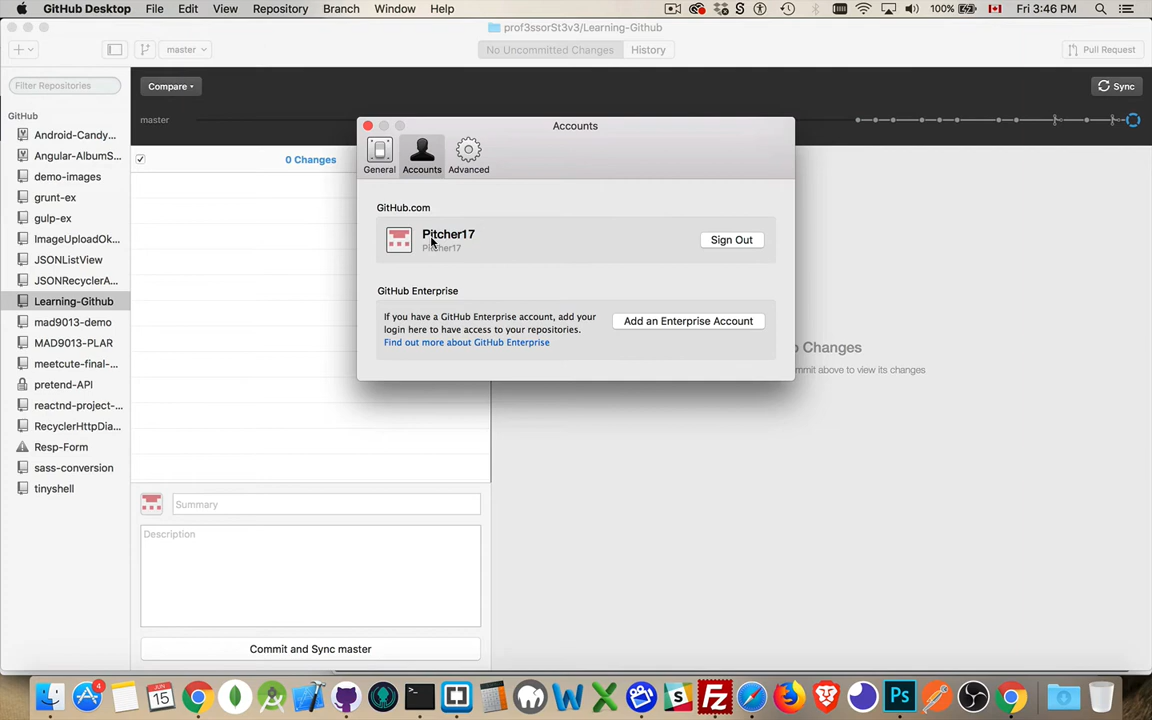 GitHub Desktop File Edit View Repository Branch Window Help 100% Fri 3:46 PM
prof3ssorSt3v3/Learning-Github
master No Uncommitted Changes History Pull Request
Filter Repositories Compare Sync
GitHub
master
Android-Candy...
Angular-AlbumS...
demo-images
grunt-ex
gulp-ex
ImageUploadOk...
JSONListView
JSONRecyclerA...
Learning-Github
mad9013-demo
MAD9013-PLAR
meetcute-final-...
pretend-API
reactnd-project-...
RecyclerHttpDia...
Resp-Form
sass-conversion
tinyshell
0 Changes
Accounts
General Accounts Advanced
GitHub.com
Pitcher17
Pitcher17
Sign Out
GitHub Enterprise
If you have a GitHub Enterprise account, add your
login here to have access to your repositories.
Find out more about GitHub Enterprise
Add an Enterprise Account
Changes
commit above to view its changes
Summary
Description
Commit and Sync master
4
JUN
15